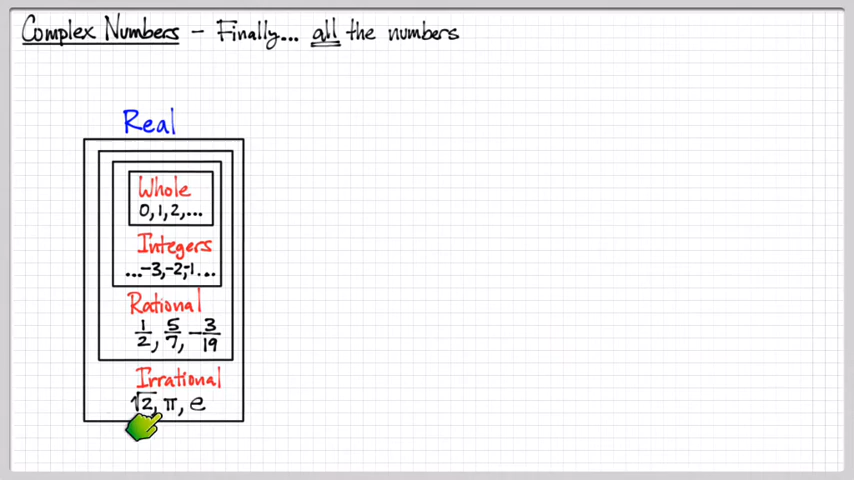 Complex Numbers – Finally... all the numbers
Real
Whole
0, 1, 2, ...
Integers
...-3, -2, -1...
Rational
1/2, 5/7, -3/19
Irrational
√2, π, e